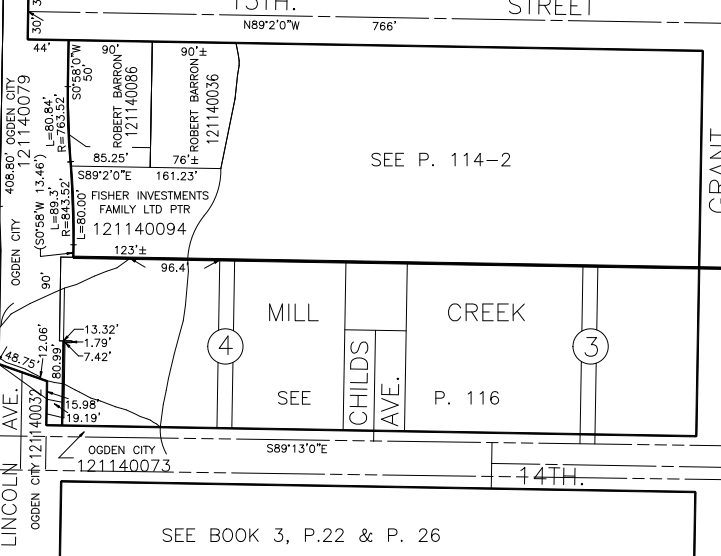 13TH. STREET
N89°2'0"W 766'
30'
44'
90'
90'±
S0°58'0"W
50'
ROBERT BARRON
121140086
ROBERT BARRON
121140036
OGDEN CITY
121140079
L=80.84'
R=763.52'
408.80'
(S0°58'W 13.46')
L=89.3'
R=843.52'
L=80.00'
85.25'
76'±
S89°2'0"E 161.23'
FISHER INVESTMENTS
FAMILY LTD PTR
121140094
123'±
96.4'
SEE P. 114-2
GRANT
OGDEN CITY
90'
MILL CREEK
4
3
13.32'
1.79'
7.42'
12.06'
48.75'
80.99'
CHILDS
AVE.
SEE P. 116
15.98'
19.19'
LINCOLN AVE.
OGDEN CITY 121140032
OGDEN CITY
121140073
S89°13'0"E
14TH.
SEE BOOK 3, P.22 & P. 26